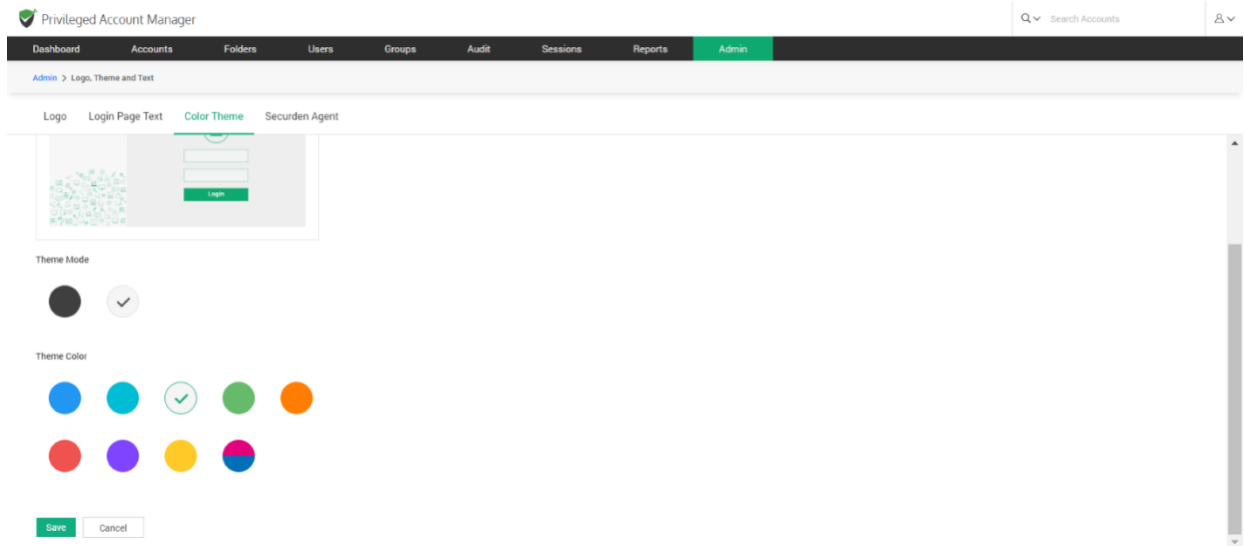 Privileged Account Manager
Search Accounts
Dashboard Accounts Folders Users Groups Audit Sessions Reports Admin
Admin > Logo, Theme and Text
Logo Login Page Text Color Theme Securden Agent
Login
Theme Mode
Theme Color
Save Cancel